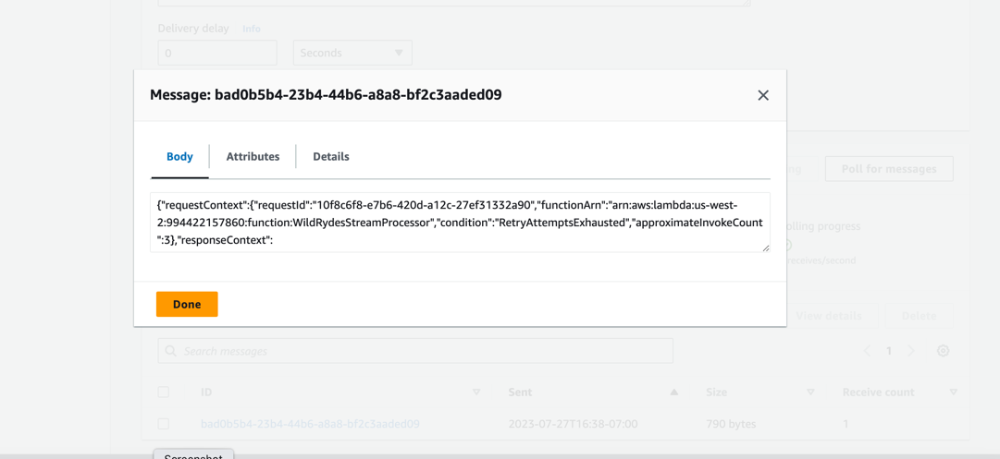 Delivery delay Info
0 Seconds
Message: bad0b5b4-23b4-44b6-a8a8-bf2c3aaded09
Body Attributes Details
Poll for messages
{"requestContext":{"requestId":"10f8c6f8-e7b6-420d-a12c-27ef31332a90","functionArn":"arn:aws:lambda:us-west-
2:994422157860:function:WildRydesStreamProcessor","condition":"RetryAttemptsExhausted","approximateInvokeCount
":3},"responseContext":
progress
receives/second
Done
View details Delete
Search messages 1
ID Sent Size Receive count
bad0b5b4-23b4-44b6-a8a8-bf2c3aaded09 2023-07-27T16:38-07:00 790 bytes 1
Screenshot